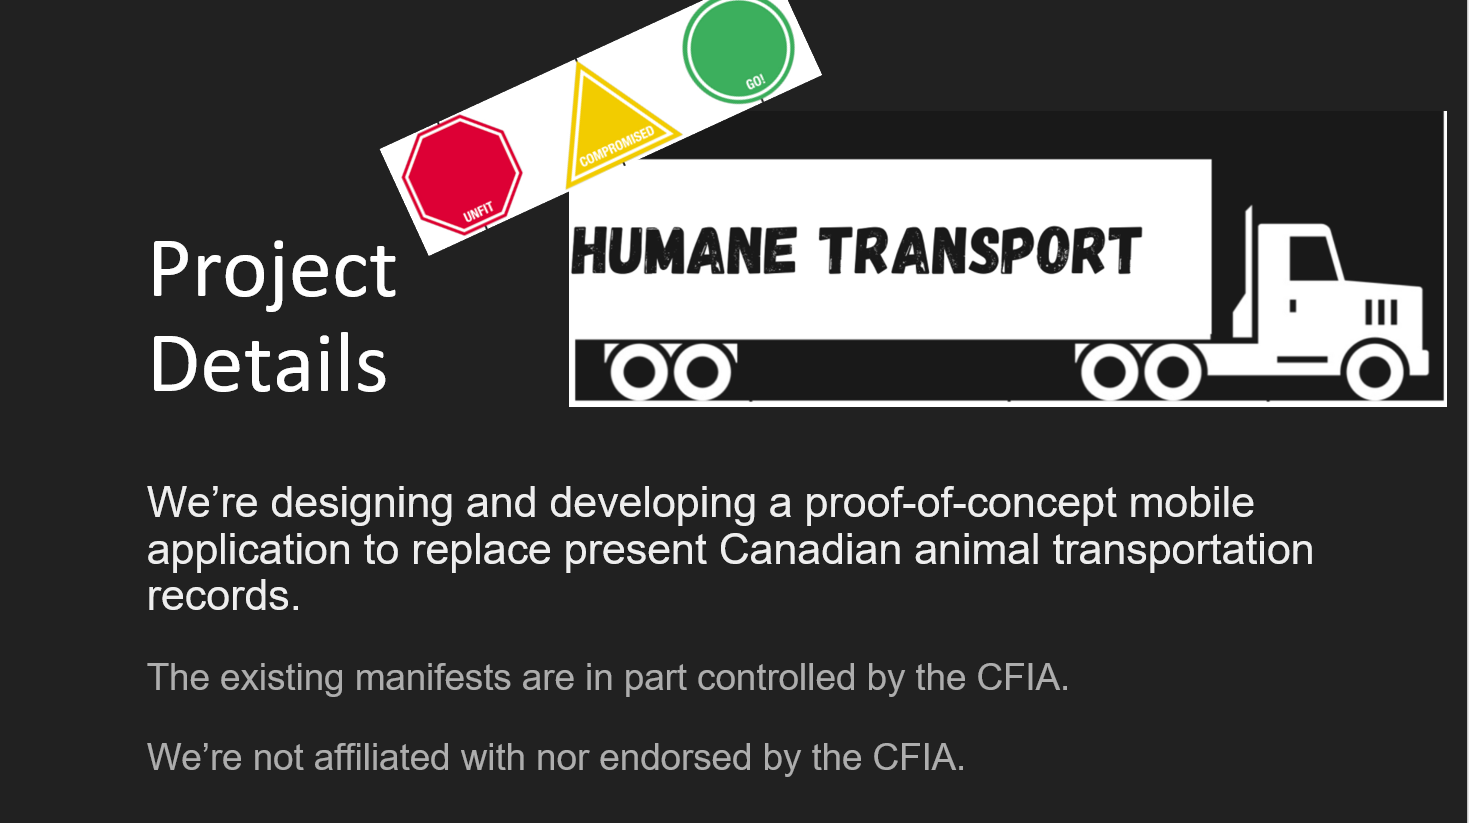 GO!
COMPROMISED
UNFIT
HUMANE TRANSPORT
Project
Details
We’re designing and developing a proof-of-concept mobile
application to replace present Canadian animal transportation
records.
The existing manifests are in part controlled by the CFIA.
We’re not affiliated with nor endorsed by the CFIA.